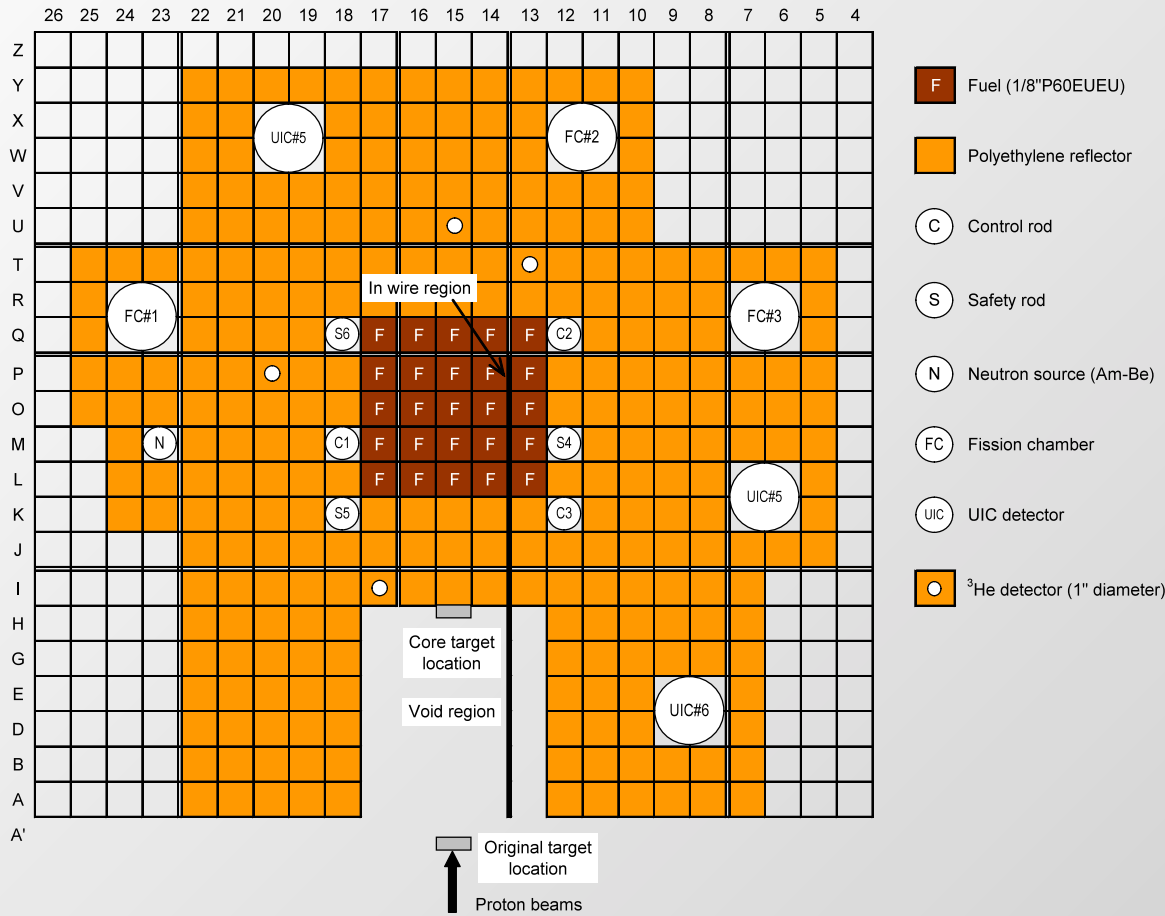 26 25 24 23 22 21 20 19 18 17 16 15 14 13 12 11 10 9 8 7 6 5 4
Z
Y
F Fuel (1/8"P60EUEU)
X
UIC#5 FC#2
W
Polyethylene reflector
V
U
C Control rod
T
In wire region
S Safety rod
R
FC#1 FC#3
Q S6 F F F F F C2
P F F F F F
N Neutron source (Am-Be)
O F F F F F
M N C1 F F F F F S4
FC Fission chamber
L F F F F F
UIC#5
K S5 C3
UIC UIC detector
J
I
3He detector (1" diameter)
H
Core target
location
G
E
Void region
UIC#6
D
B
A
A'
Original target
location
Proton beams